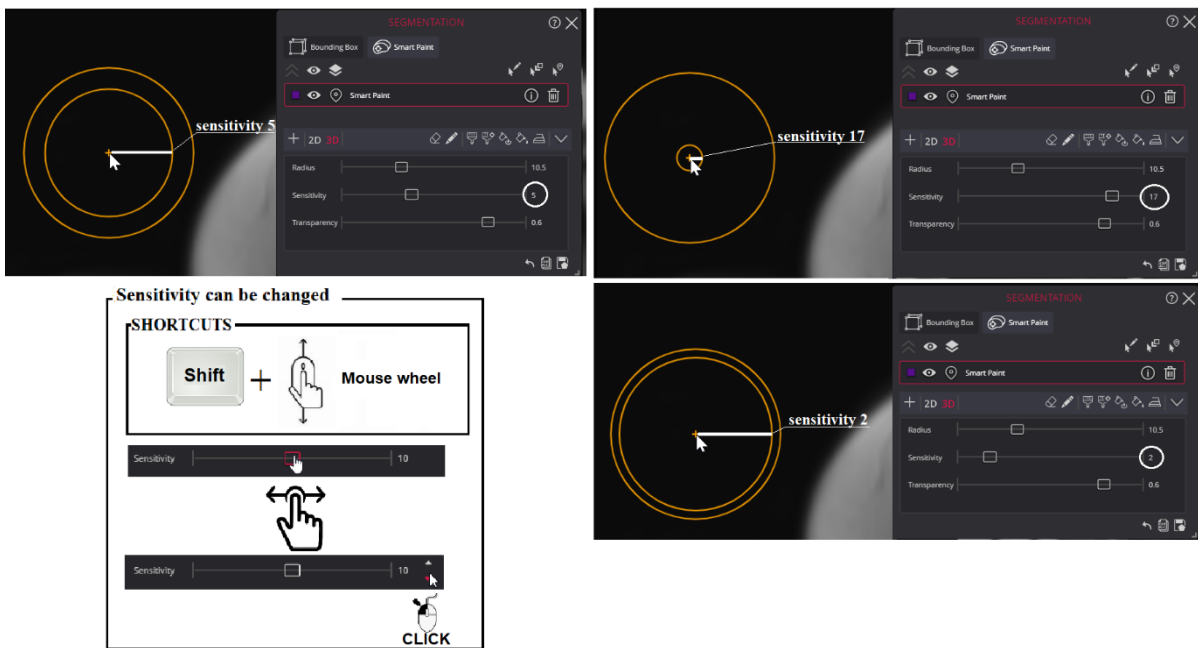 SEGMENTATION
Bounding Box Smart Paint
Smart Paint
sensitivity 5
2D 3D
Radius 10.5
Sensitivity 5
Transparency 0.6
SEGMENTATION
Bounding Box Smart Paint
Smart Paint
sensitivity 17
2D 3D
Radius 10.5
Sensitivity 17
Transparency 0.6
Sensitivity can be changed
SHORTCUTS
Shift + Mouse wheel
Sensitivity 10
Sensitivity 10
CLICK
SEGMENTATION
Bounding Box Smart Paint
Smart Paint
2D 3D
sensitivity 2
Radius 10.5
Sensitivity 2
Transparency 0.6